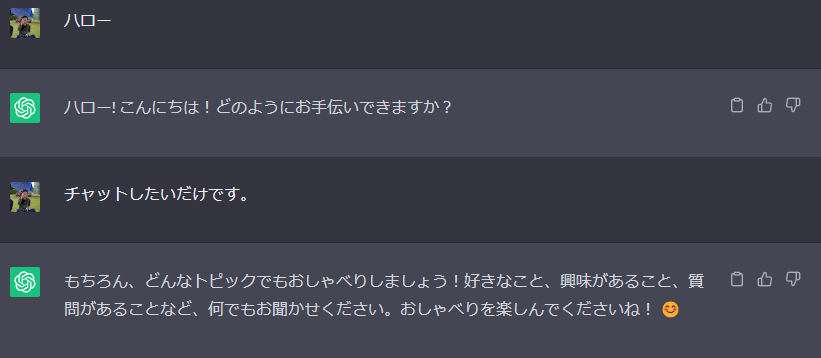 ハロー
ハロー! こんにちは！どのようにお手伝いできますか？
チャットしたいだけです。
もちろん、どんなトピックでもおしゃべりしましょう！好きなこと、興味があること、質
問があることなど、何でもお聞かせください。おしゃべりを楽しんでくださいね！ 😊